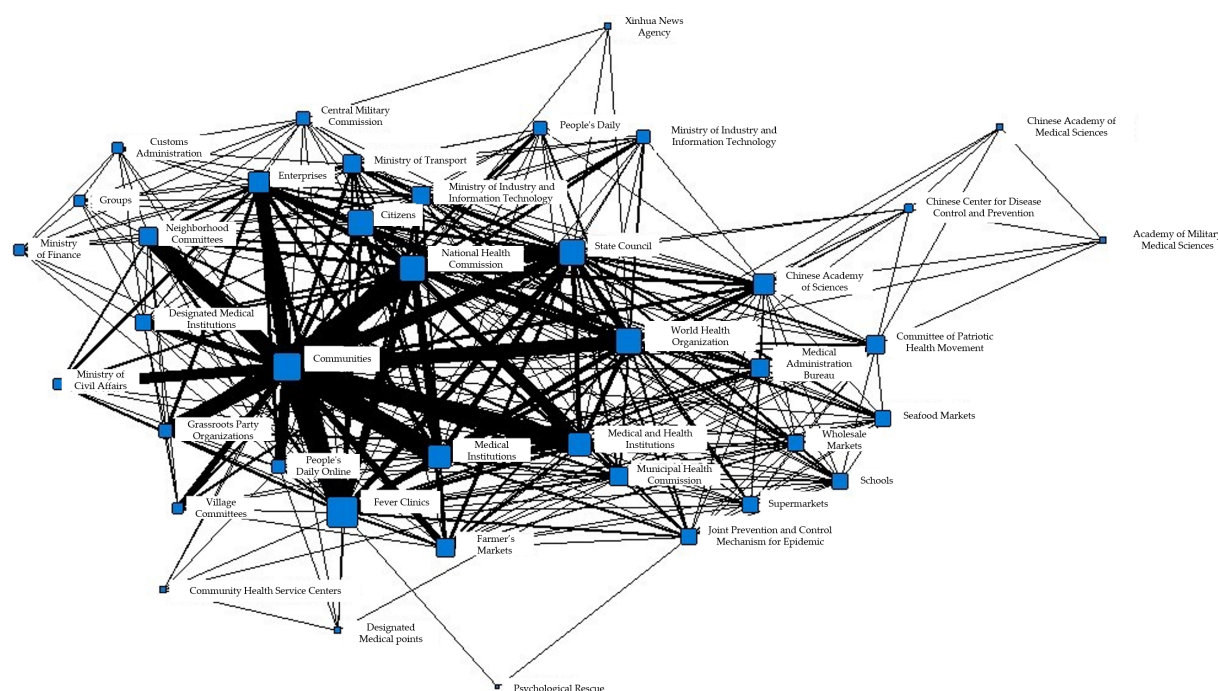 Xinhua News
Agency
Central Military
Commission
People's Daily
Ministry of Industry and
Information Technology
Chinese Academy of
Medical Sciences
Customs
Administration
Ministry of Transport
Enterprises
Ministry of Industry and
Information Technology
Groups
Chinese Center for Disease
Control and Prevention
Citizens
Neighborhood
Committees
Ministry
of Finance
State Council
Academy of Military
Medical Sciences
National Health
Commission
Chinese Academy
of Sciences
Designated Medical
Institutions
World Health
Organization
Committee of Patriotic
Health Movement
Communities
Medical
Administration
Bureau
Ministry of
Civil Affairs
Seafood Markets
Grassroots Party
Organizations
Medical and Health
Institutions
Wholesale
Markets
Medical
Institutions
People's
Daily Online
Municipal Health
Commission
Schools
Village
Committees
Fever Clinics
Supermarkets
Joint Prevention and Control
Mechanism for Epidemic
Farmer's
Markets
Community Health Service Centers
Designated
Medical points
Psychological Rescue